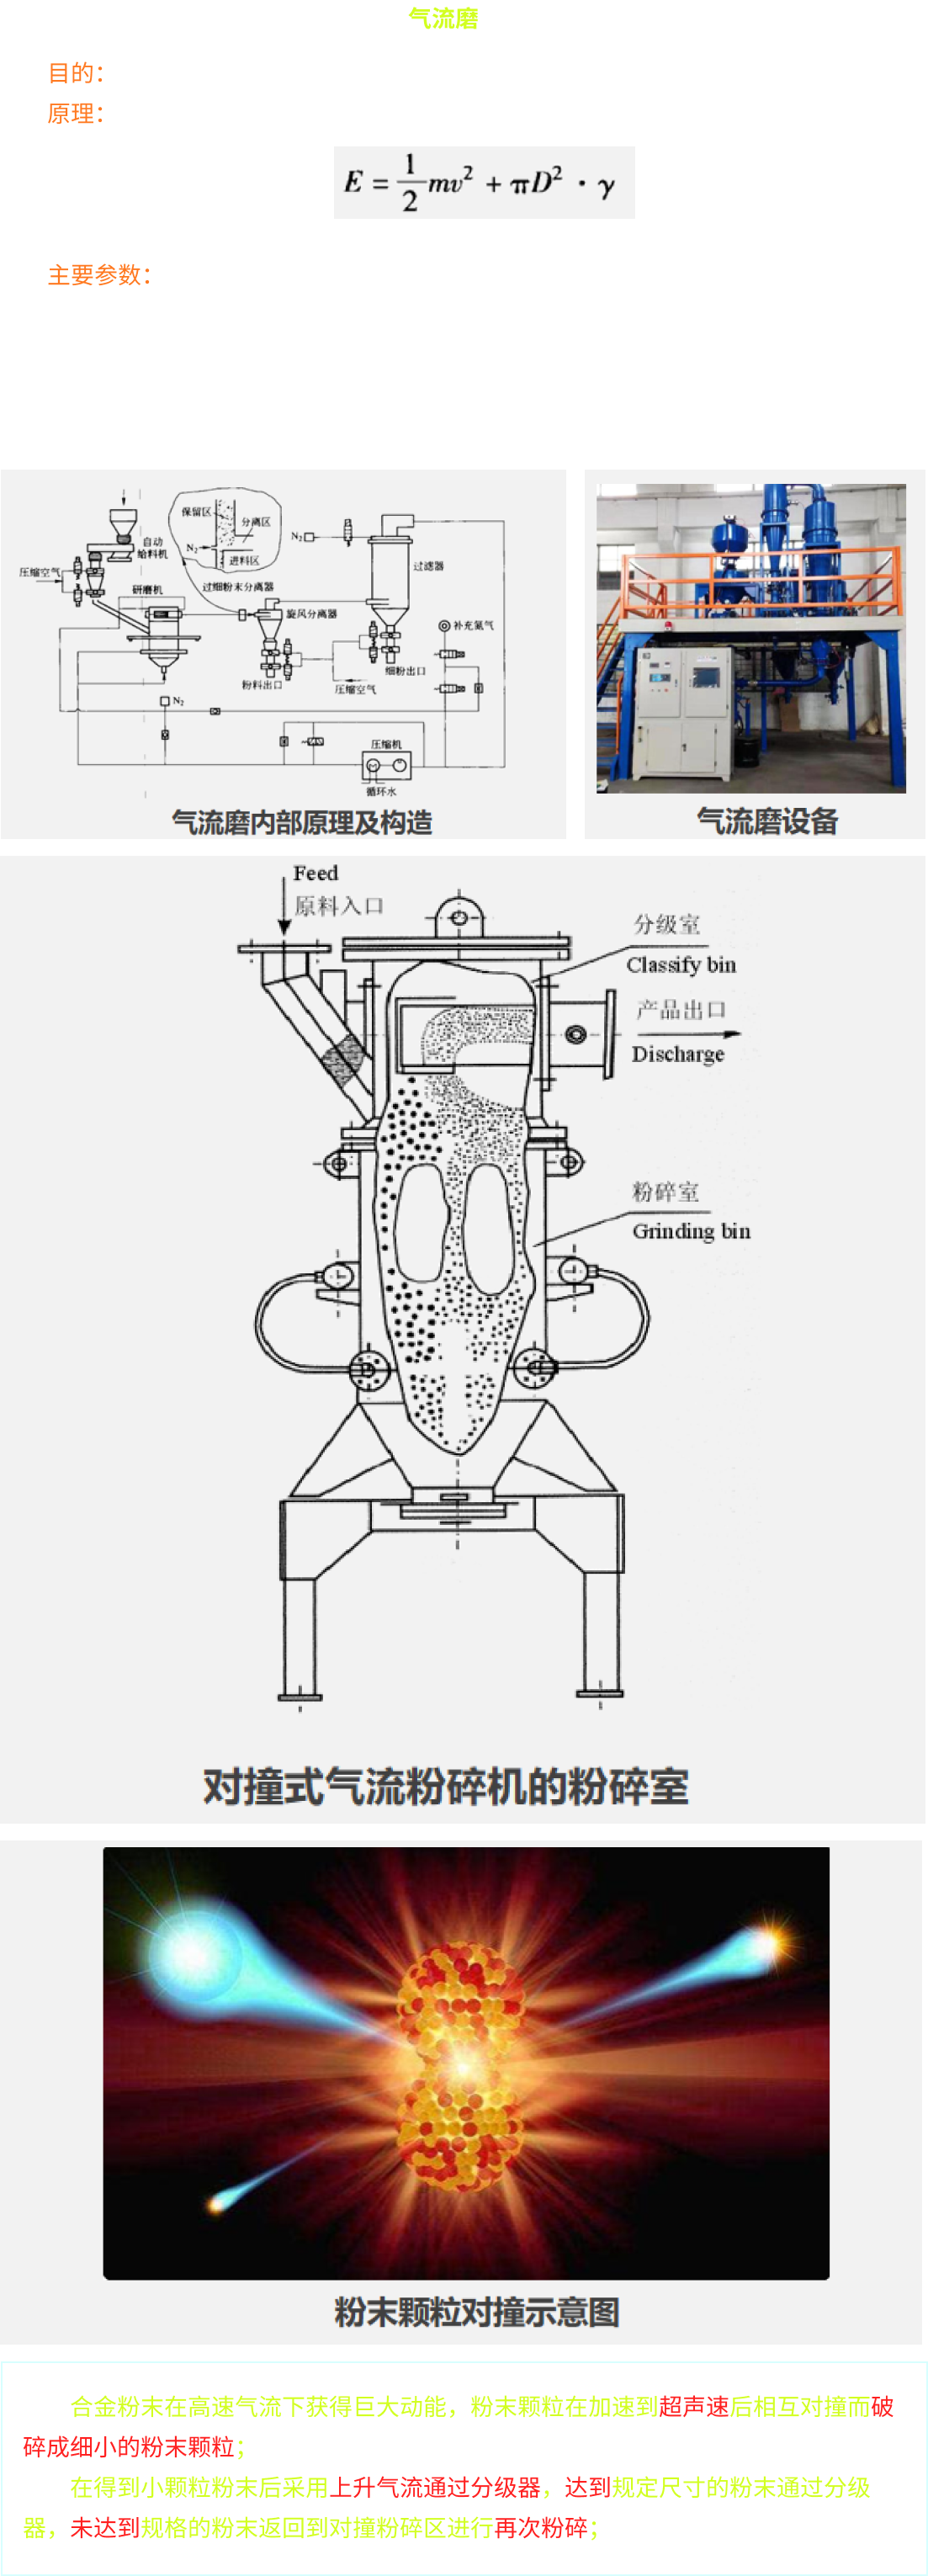 气流磨
目的：
原理：
E = 1/2 mv² + πD² · γ
主要参数：
保留区
分离区
N₂
进料区
自动
给料机
压缩空气
研磨机
过细粉末分离器
旋风分离器
N₂
过滤器
补充氮气
粉料出口
细粉出口
压缩空气
N₂
压缩机
循环水
气流磨内部原理及构造
气流磨设备
Feed
原料入口
分级室
Classify bin
产品出口
Discharge
粉碎室
Grinding bin
对撞式气流粉碎机的粉碎室
粉末颗粒对撞示意图
合金粉末在高速气流下获得巨大动能，粉末颗粒在加速到超声速后相互对撞而破
碎成细小的粉末颗粒；
在得到小颗粒粉末后采用上升气流通过分级器，达到规定尺寸的粉末通过分级
器，未达到规格的粉末返回到对撞粉碎区进行再次粉碎；